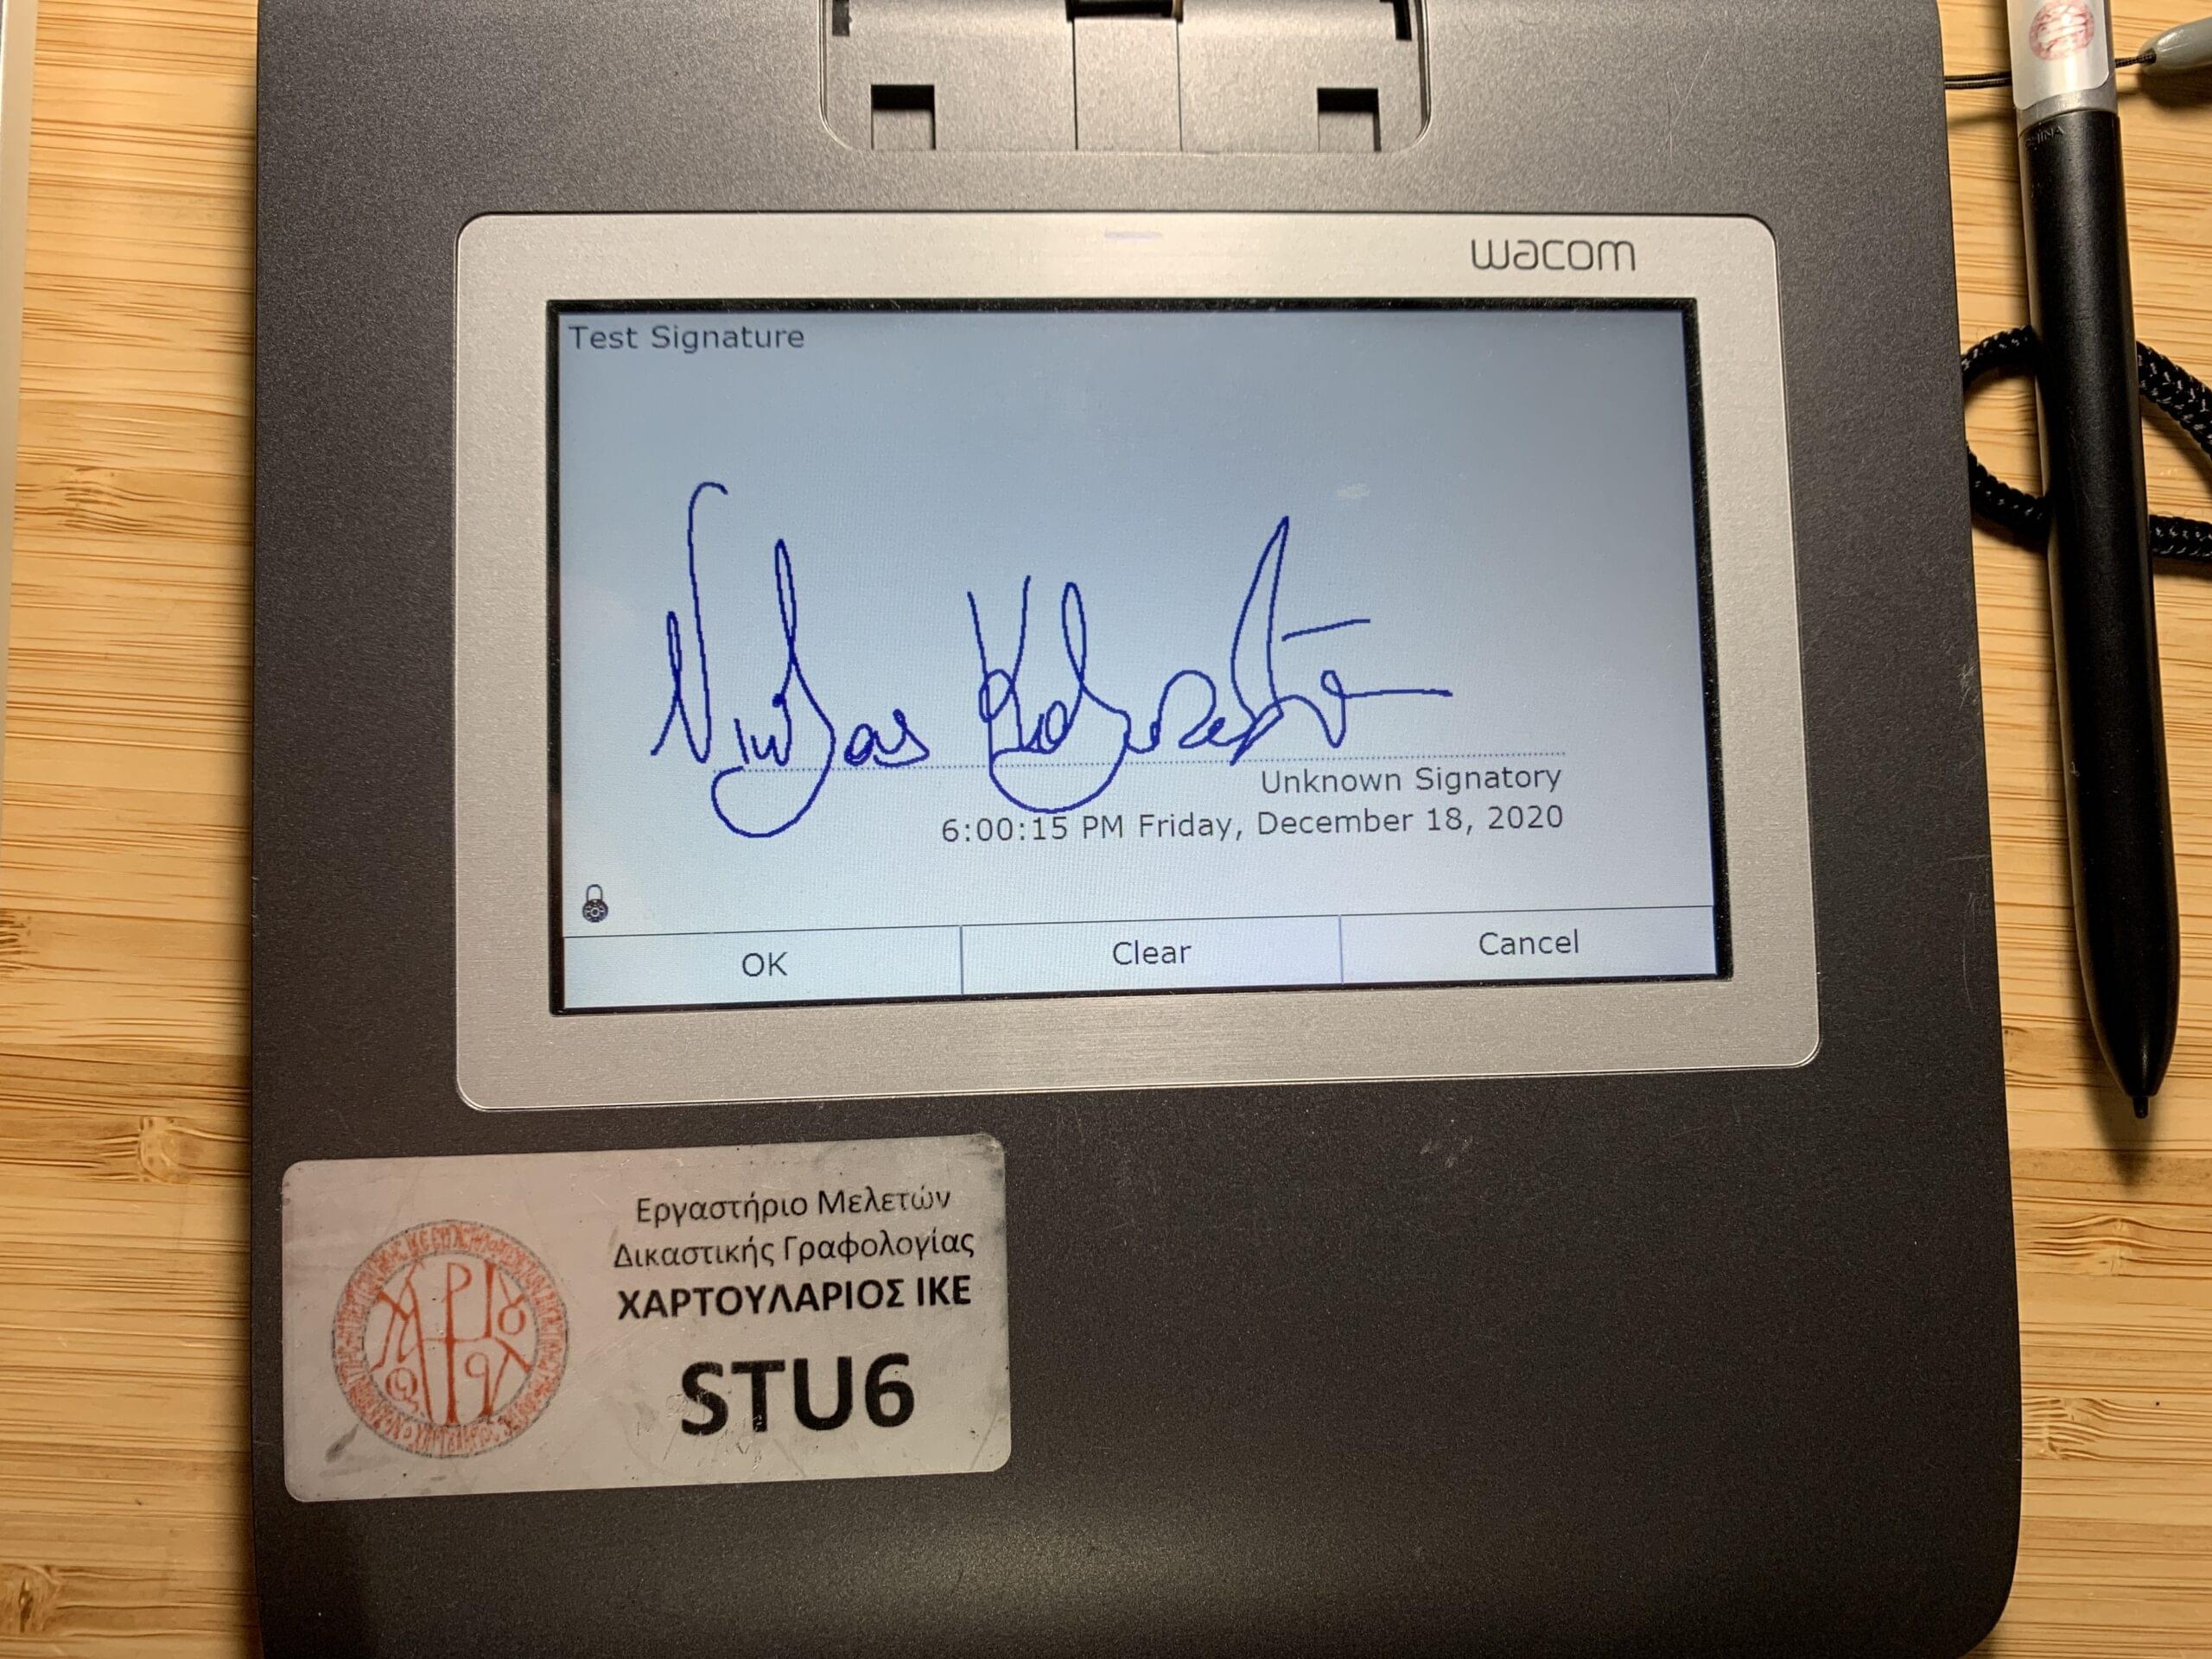 wacom
Test Signature
Unknown Signatory
6:00:15 PM Friday, December 18, 2020
OK
Clear
Cancel
Εργαστήριο Μελετών
Δικαστικής Γραφολογίας
ΧΑΡΤΟΥΛΑΡΙΟΣ ΙΚΕ
STU6